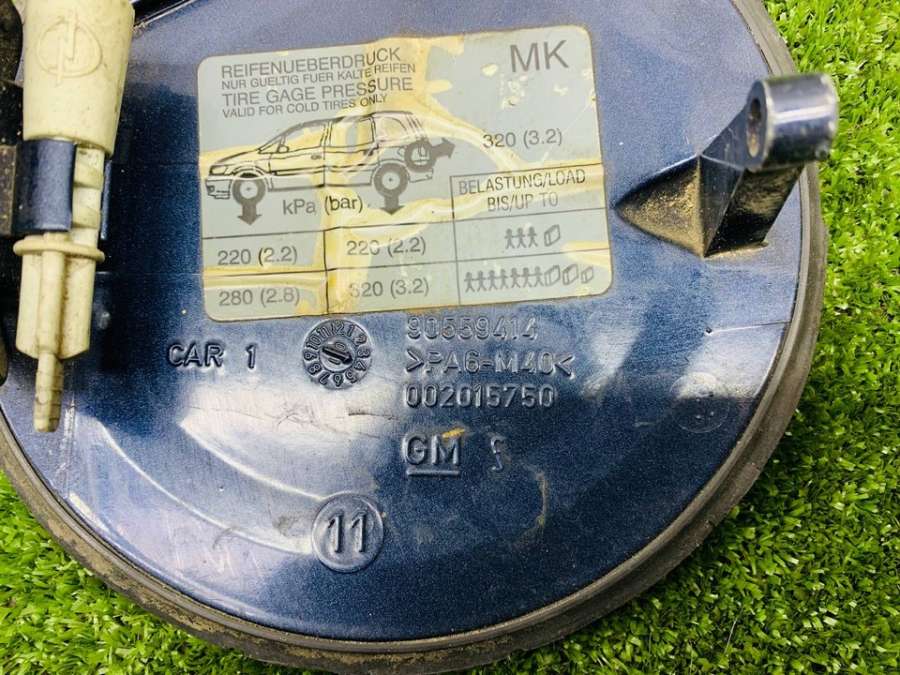 REIFENUEBERDRUCK
NUR GUELTIG FUER KALTE REIFEN
TIRE GAGE PRESSURE
VALID FOR COLD TIRES ONLY
MK
320 (3.2)
kPa (bar)
BELASTUNG/LOAD
BIS/UP TO
220 (2.2) 220 (2.2)
280 (2.8) 320 (3.2)
CAR 1
90559414
>PA6-M40<
002015750
GM
11